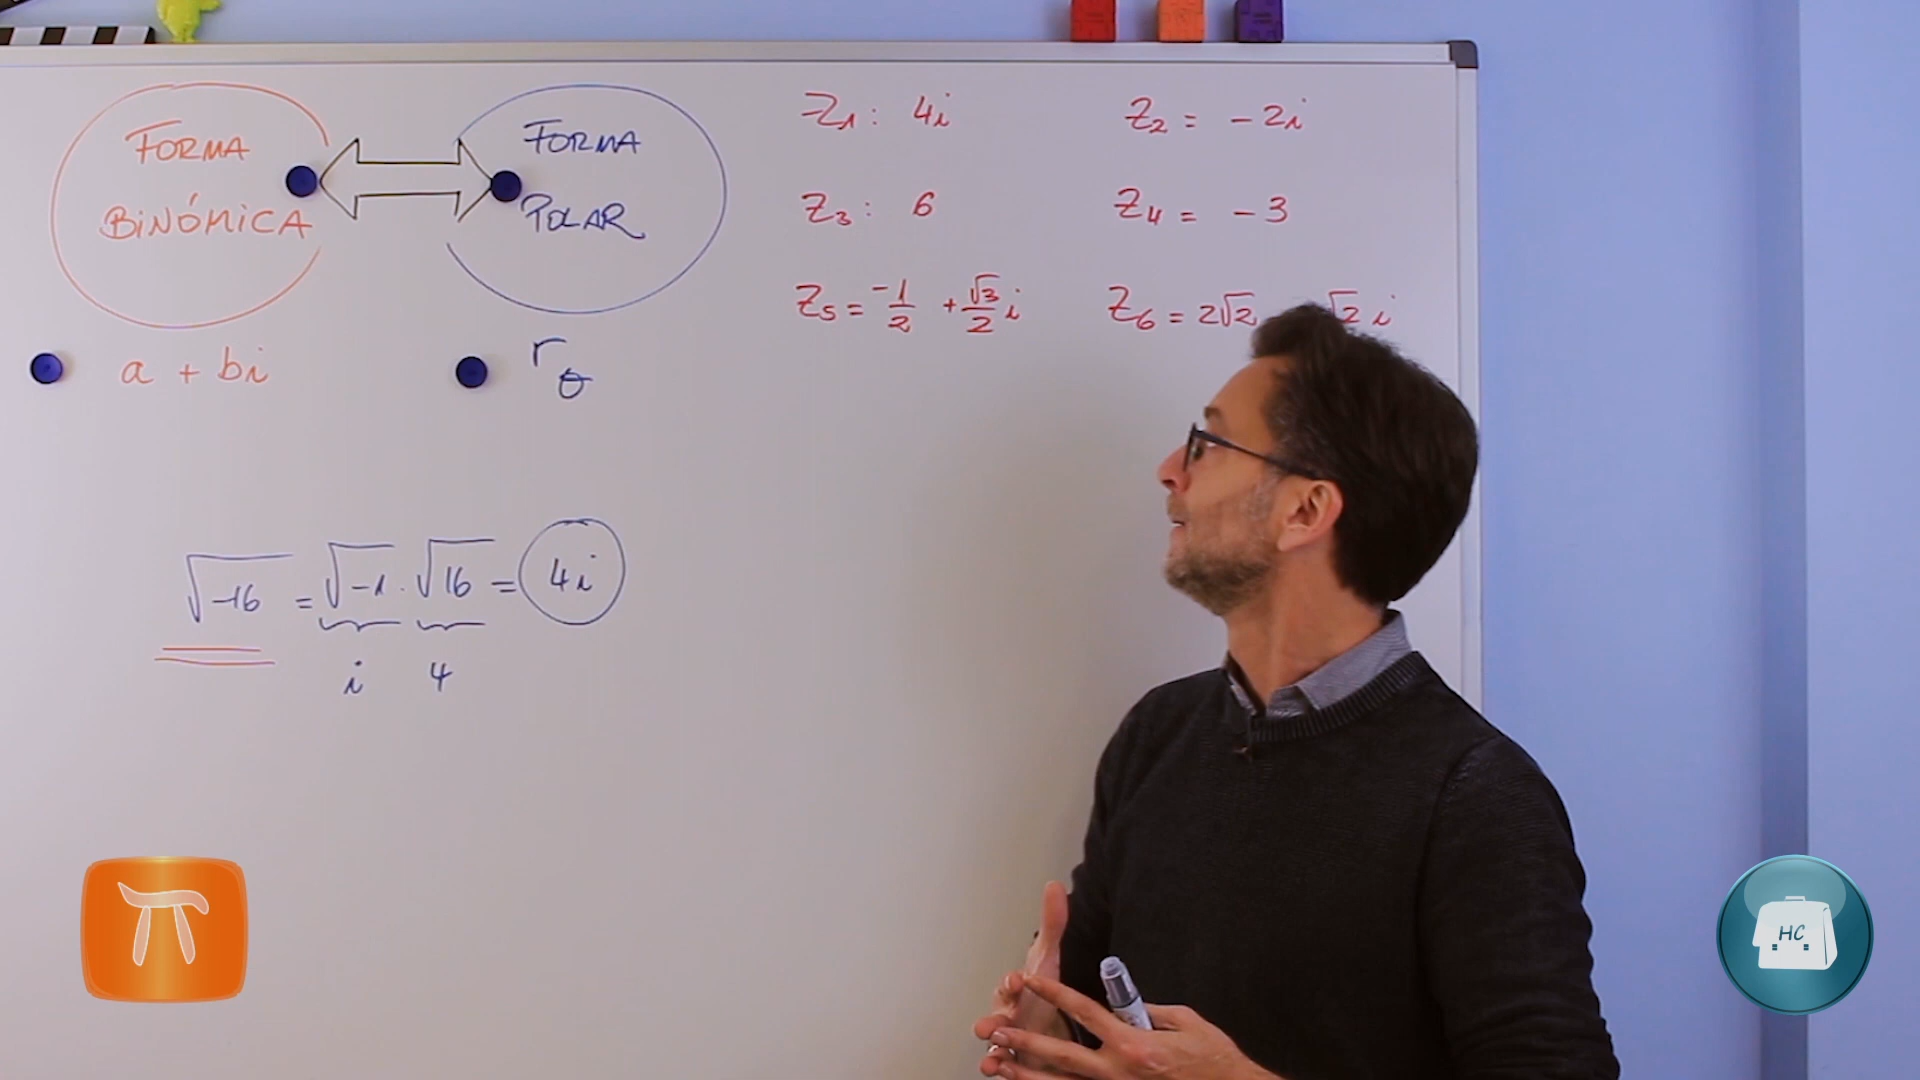 FORMA
BINÓMICA
FORMA
POLAR
a + bi
r θ
Z1 : 4i
Z2 = -2i
Z3 : 6
Z4 = -3
Z5 = -1/2 + √3/2 i
Z6 = 2√2 √2 i
√-16 = √-1 · √16 = 4i
i 4
π
HC